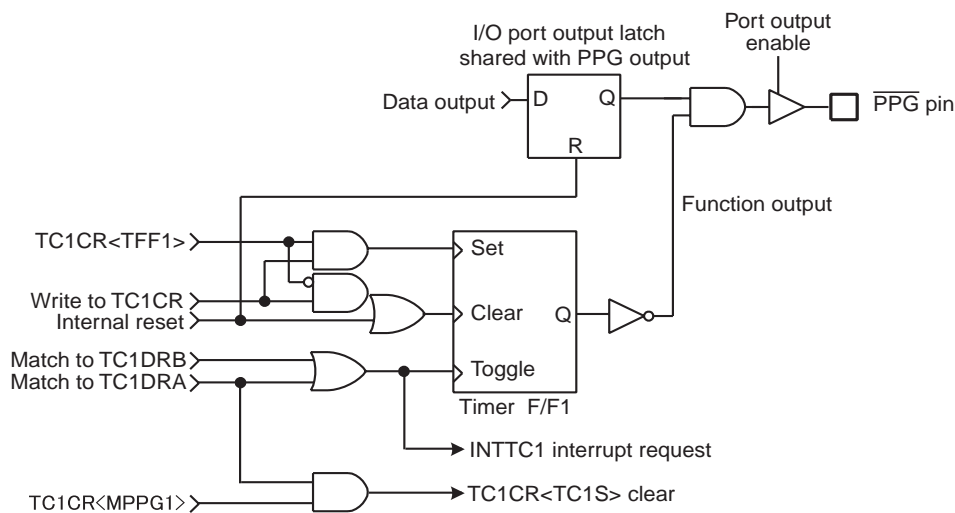 I/O port output latch
shared with PPG output
Port output
enable
Data output
D
Q
R
PPG pin
Function output
TC1CR<TFF1>
Set
Write to TC1CR
Internal reset
Clear
Q
Match to TC1DRB
Match to TC1DRA
Toggle
Timer F/F1
INTTC1 interrupt request
TC1CR<TC1S> clear
TC1CR<MPPG1>